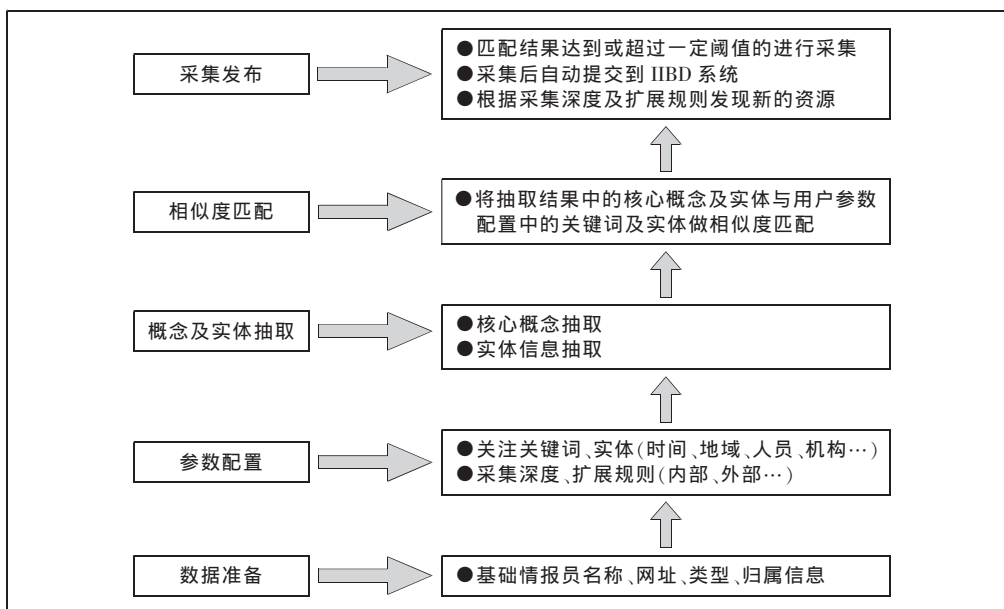 采集发布
●匹配结果达到或超过一定阈值的进行采集
●采集后自动提交到 IIBD 系统
●根据采集深度及扩展规则发现新的资源
相似度匹配
●将抽取结果中的核心概念及实体与用户参数
配置中的关键词及实体做相似度匹配
概念及实体抽取
●核心概念抽取
●实体信息抽取
参数配置
●关注关键词、实体(时间、地域、人员、机构…)
●采集深度、扩展规则(内部、外部…)
数据准备
●基础情报员名称、网址、类型、归属信息